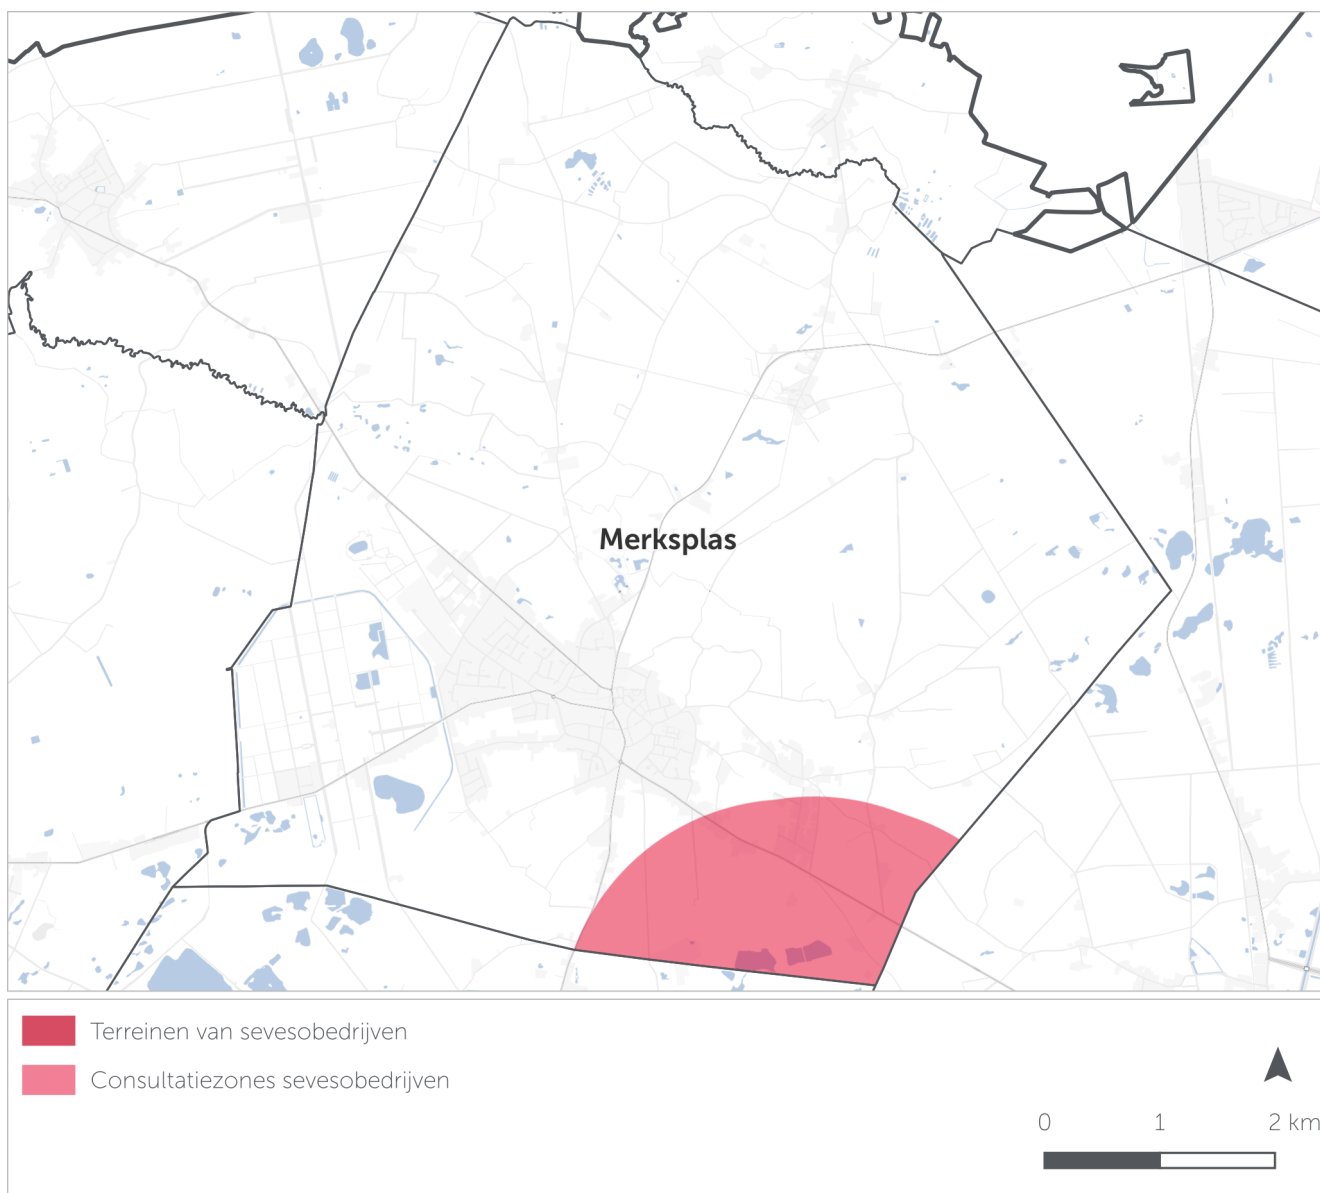 Merksplas
Terreinen van sevesobedrijven
Consultatiezones sevesobedrijven
0 1 2 km